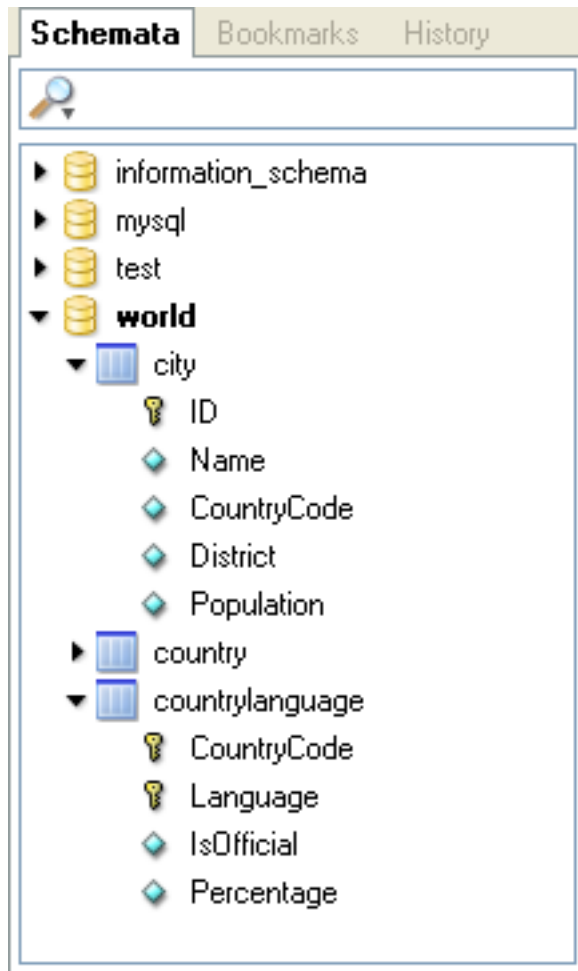 Schemata Bookmarks History
information_schema
mysql
test
world
city
ID
Name
CountryCode
District
Population
country
countrylanguage
CountryCode
Language
IsOfficial
Percentage